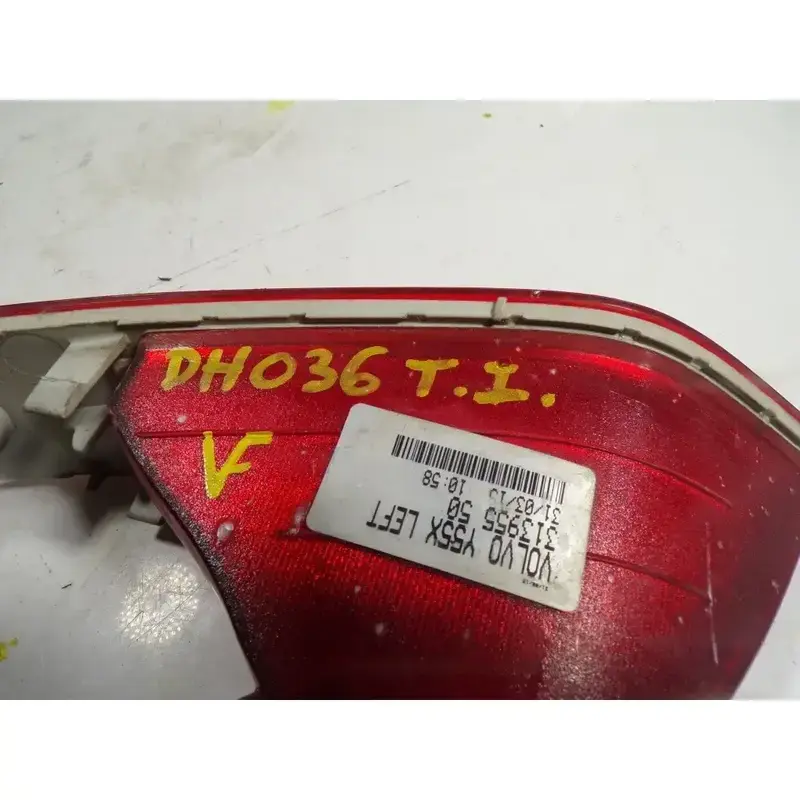 DH036 T.I.
V
VOLVO Y55X LEFT
313955 50
31/03/15 10:58